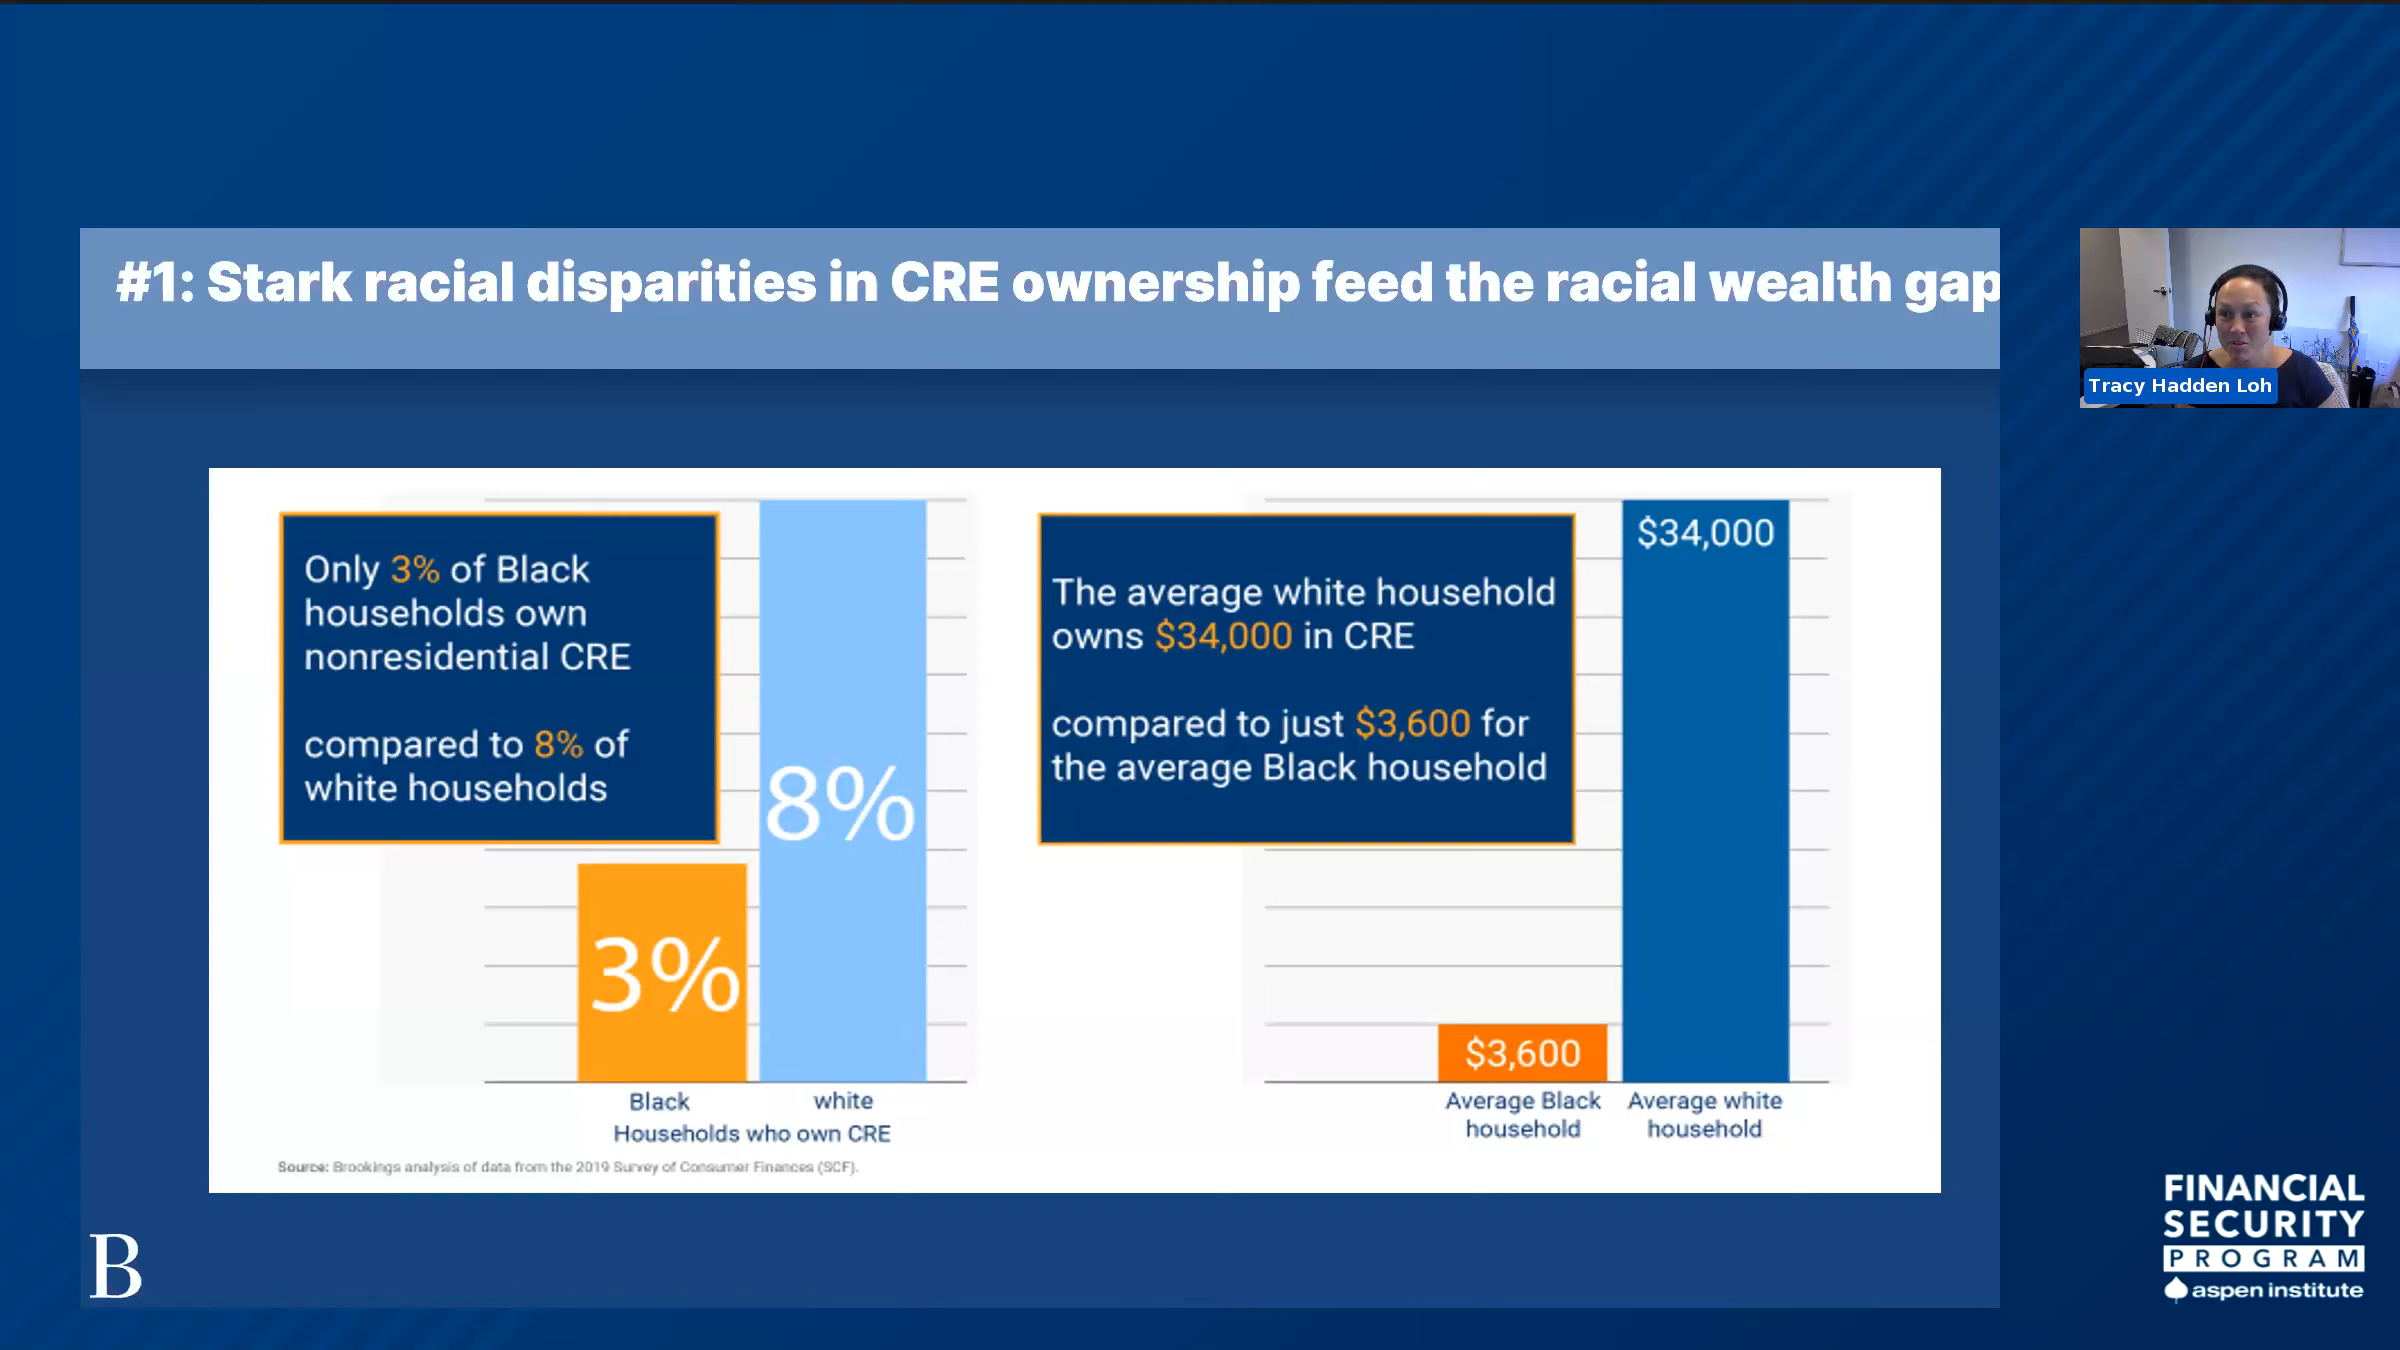 #1: Stark racial disparities in CRE ownership feed the racial wealth gap
Tracy Hadden Loh
Only 3% of Black
households own
nonresidential CRE
compared to 8% of
white households
8%
3%
Black white
Households who own CRE
The average white household
owns $34,000 in CRE
compared to just $3,600 for
the average Black household
$34,000
$3,600
Average Black
household
Average white
household
Source: Brookings analysis of data from the 2019 Survey of Consumer Finances (SCF).
B
FINANCIAL
SECURITY
PROGRAM
aspen institute